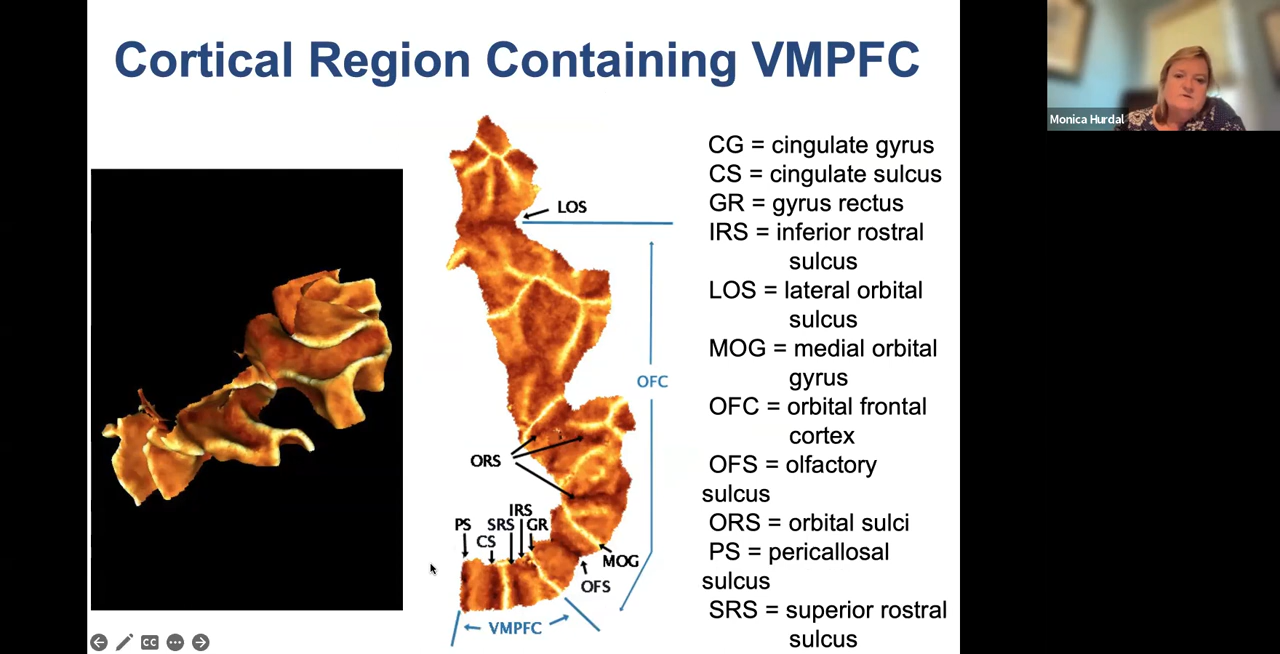 Cortical Region Containing VMPFC
Monica Hurdal
LOS
OFC
ORS
IRS
PS
SRS
GR
CS
MOG
OFS
VMPFC
CG = cingulate gyrus
CS = cingulate sulcus
GR = gyrus rectus
IRS = inferior rostral
sulcus
LOS = lateral orbital
sulcus
MOG = medial orbital
gyrus
OFC = orbital frontal
cortex
OFS = olfactory
sulcus
ORS = orbital sulci
PS = pericallosal
sulcus
SRS = superior rostral
sulcus
CC